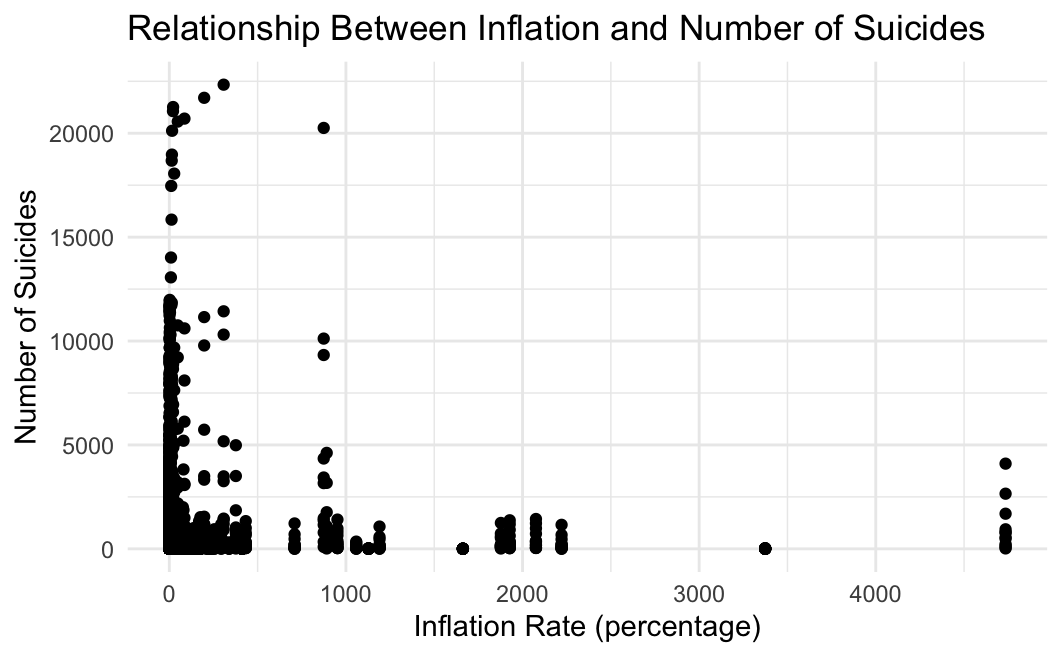 Relationship Between Inflation and Number of Suicides
Number of Suicides
20000
15000
10000
5000
0
0 1000 2000 3000 4000
Inflation Rate (percentage)